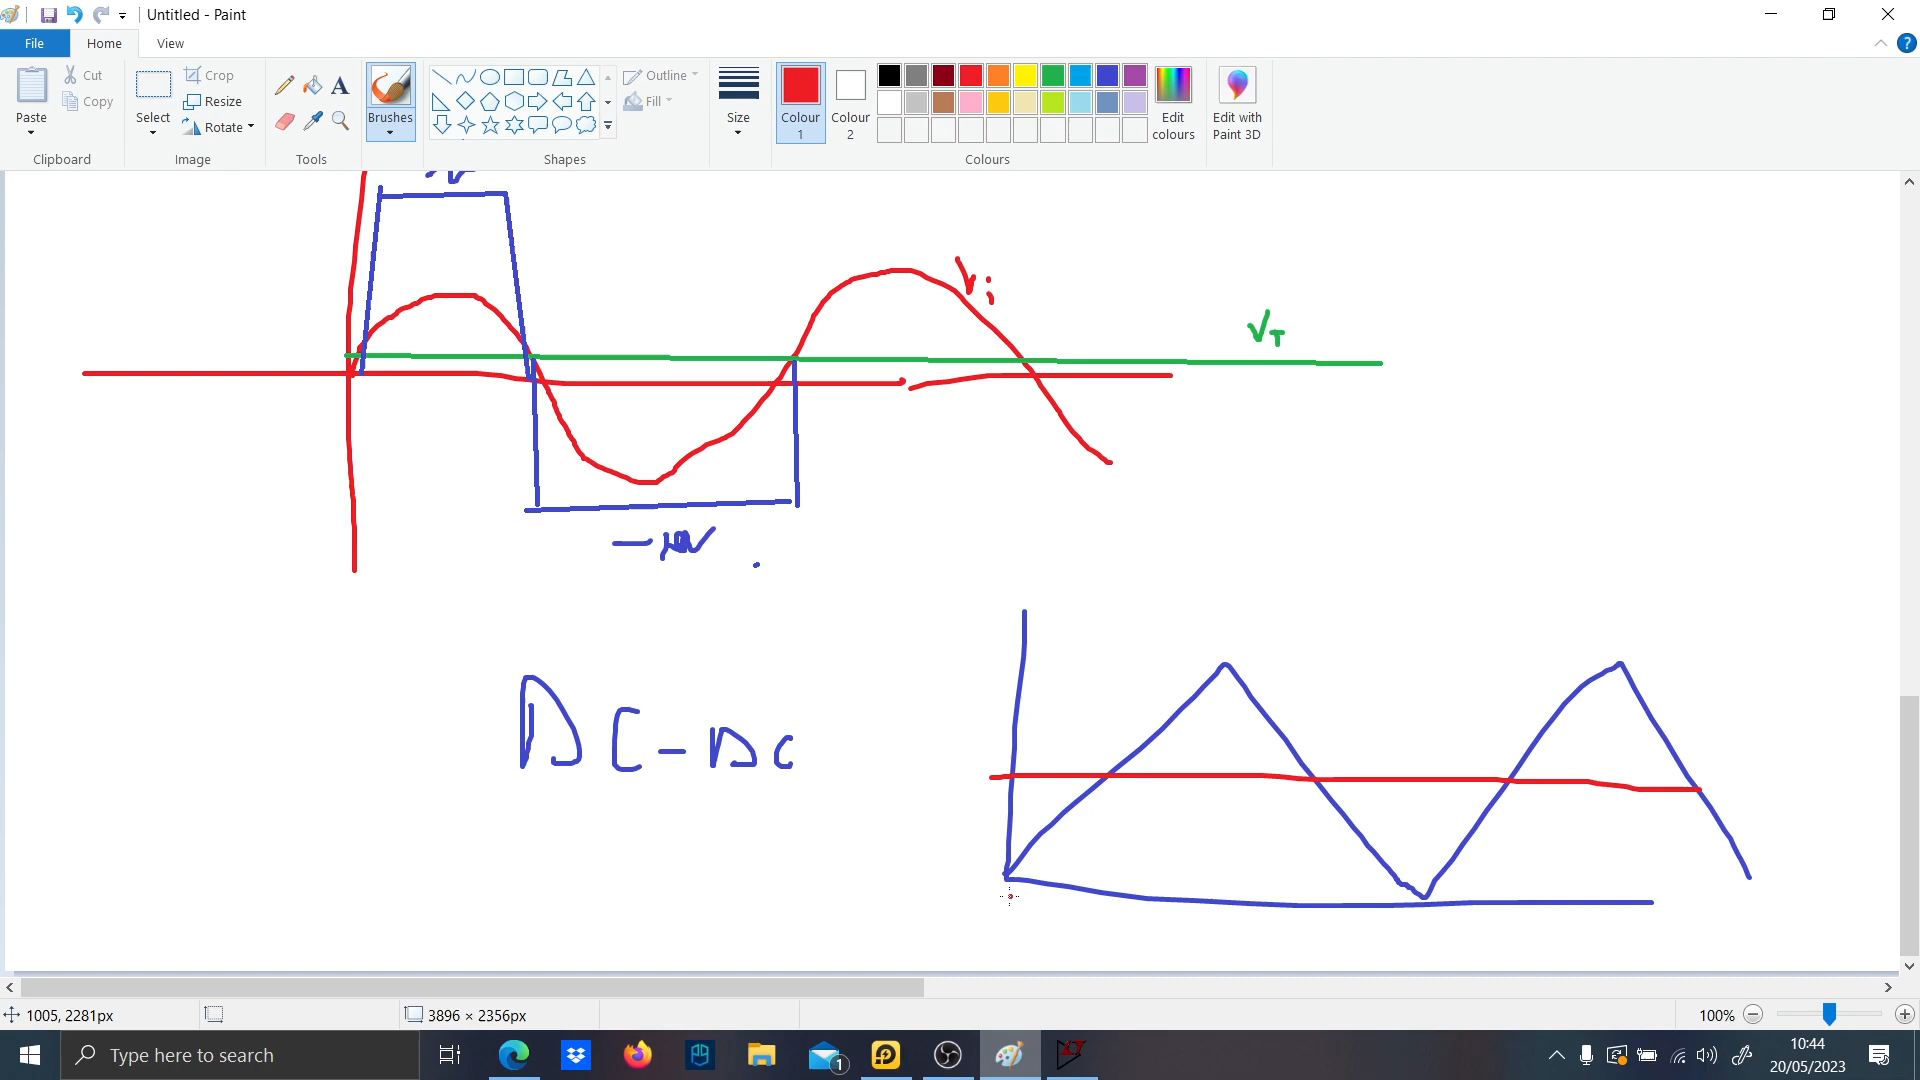 Untitled - Paint
File
Home
View
Paste
Cut
Copy
Clipboard
Select
Crop
Resize
Rotate
Image
A
Tools
Brushes
Outline
Fill
Shapes
Size
Colour
1
Colour
2
Edit
colours
Colours
Edit with
Paint 3D
?
Vi
VT
DC-DC
1005, 2281px
3896 × 2356px
100%
Type here to search
1
10:44
20/05/2023